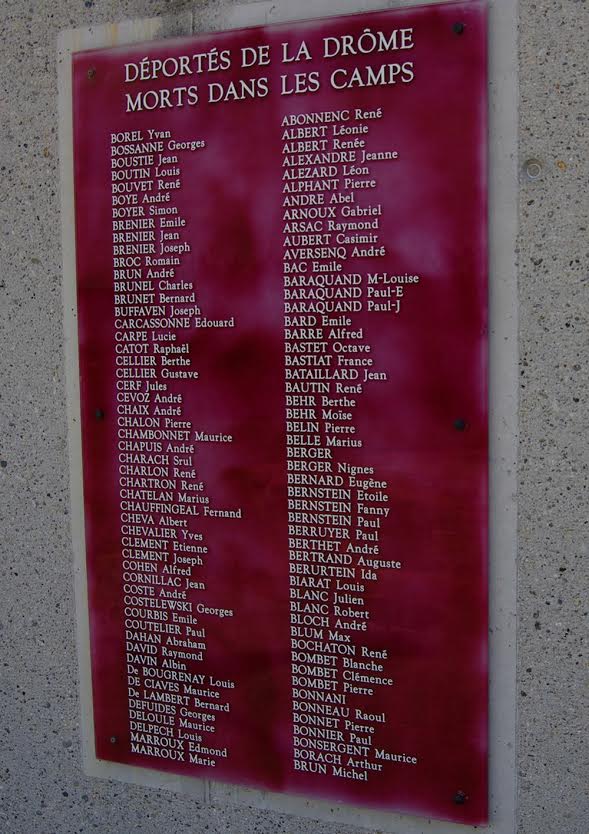 DÉPORTÉS DE LA DRÔME
MORTS DANS LES CAMPS
BOREL Yvan
BOSSANNE Georges
BOUSTIE Jean
BOUTIN Louis
BOUVET René
BOYE André
BOYER Simon
BRENIER Emile
BRENIER Jean
BRENIER Joseph
BROC Romain
BRUN André
BRUNEL Charles
BRUNET Bernard
BUFFAVEN Joseph
CARCASSONNE Edouard
CARPE Lucie
CATOT Raphaël
CELLIER Berthe
CELLIER Gustave
CERF Jules
CEVOZ André
CHAIX André
CHALON Pierre
CHAMBONNET Maurice
CHAPUIS André
CHARACH Srul
CHARLON René
CHARTRON René
CHATELAN Marius
CHAUFFINGEAL Fernand
CHEVA Albert
CHEVALIER Yves
CLEMENT Etienne
CLEMENT Joseph
COHEN Alfred
CORNILLAC Jean
COSTE André
COSTELEWSKI Georges
COURBIS Emile
COUTELIER Paul
DAHAN Abraham
DAVID Raymond
DAVIN Albin
De BOUGRENAY Louis
DE CIAVES Maurice
De LAMBERT Bernard
DEFUIDES Georges
DELOULE Maurice
DELPECH Louis
MARROUX Edmond
MARROUX Marie
ABONNENC René
ALBERT Léonie
ALBERT Renée
ALEXANDRE Jeanne
ALEZARD Léon
ALPHANT Pierre
ANDRE Abel
ARNOUX Gabriel
ARSAC Raymond
AUBERT Casimir
AVERSENQ André
BAC Emile
BARAQUAND M-Louise
BARAQUAND Paul-E
BARAQUAND Paul-J
BARD Emile
BARRE Alfred
BASTET Octave
BASTIAT France
BATAILLARD Jean
BAUTIN René
BEHR Berthe
BEHR Moïse
BELIN Pierre
BELLE Marius
BERGER
BERGER Nignes
BERNARD Eugène
BERNSTEIN Etoile
BERNSTEIN Fanny
BERNSTEIN Paul
BERRUYER Paul
BERTHET André
BERTRAND Auguste
BERURTEIN Ida
BIARAT Louis
BLANC Julien
BLANC Robert
BLOCH André
BLUM Max
BOCHATON René
BOMBET Blanche
BOMBET Clémence
BOMBET Pierre
BONNANI
BONNEAU Raoul
BONNET Pierre
BONNIER Paul
BONSERGENT Maurice
BORACH Arthur
BRUN Michel